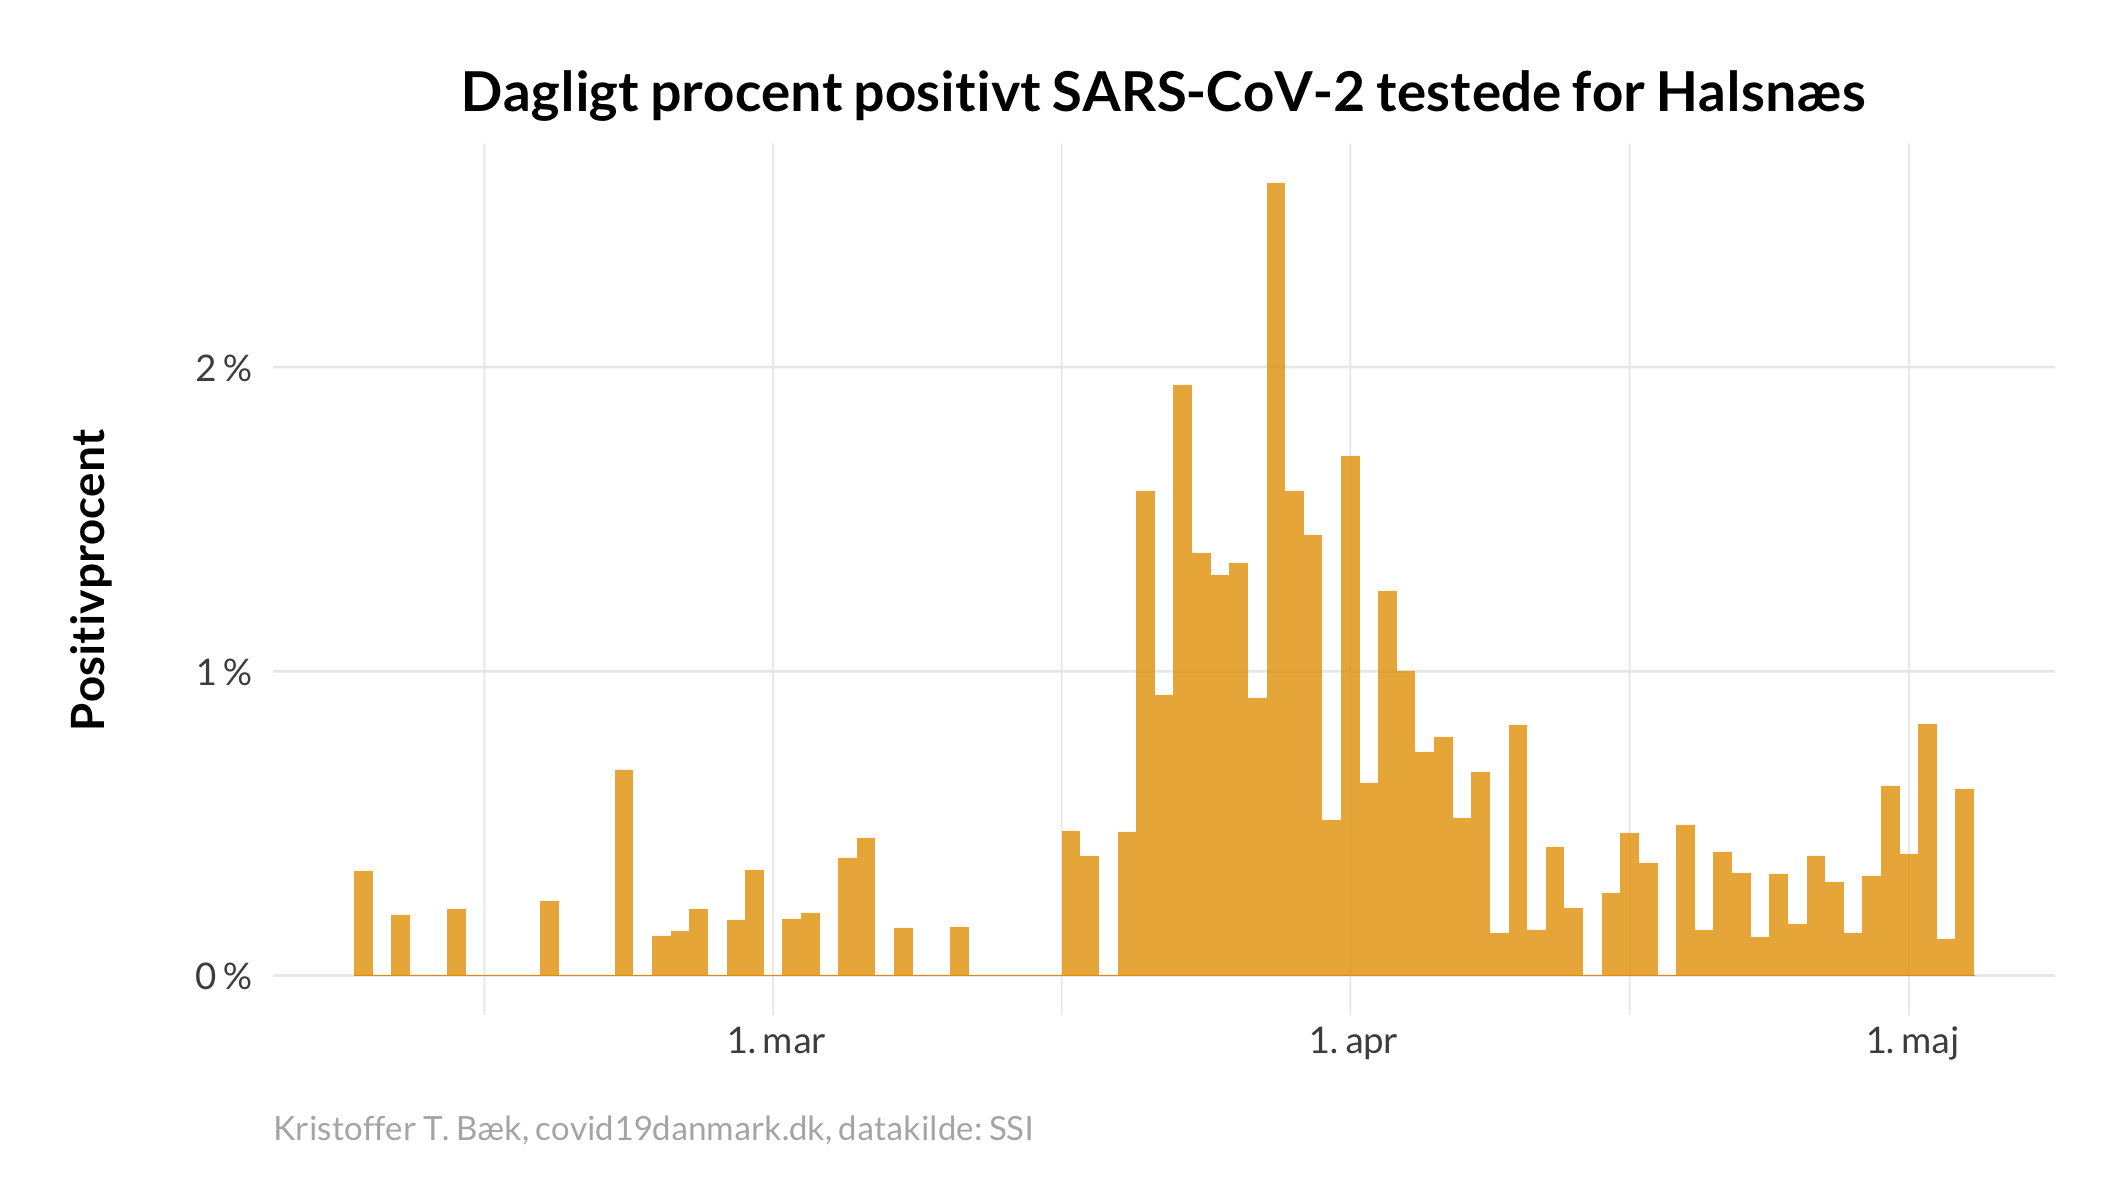 Dagligt procent positivt SARS-CoV-2 testede for Halsnæs
Positivprocent
2 %
1 %
0 %
1. mar
1. apr
1. maj
Kristoffer T. Bæk, covid19danmark.dk, datakilde: SSI